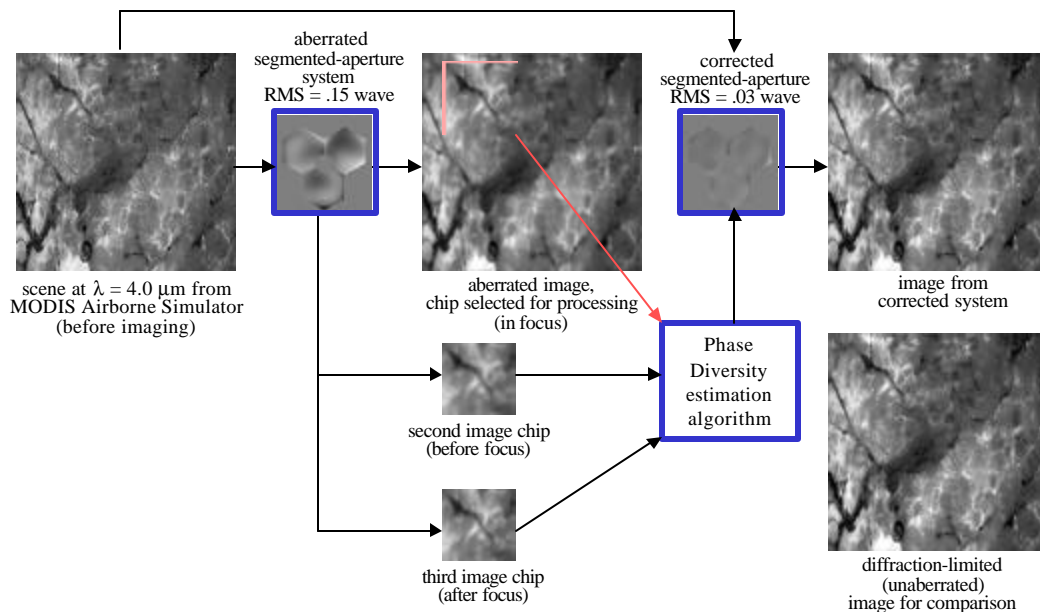 aberrated
segmented-aperture
system
RMS = .15 wave
corrected
segmented-aperture
RMS = .03 wave
scene at λ = 4.0 μm from
MODIS Airborne Simulator
(before imaging)
aberrated image,
chip selected for processing
(in focus)
image from
corrected system
Phase
Diversity
estimation
algorithm
second image chip
(before focus)
third image chip
(after focus)
diffraction-limited
(unaberrated)
image for comparison